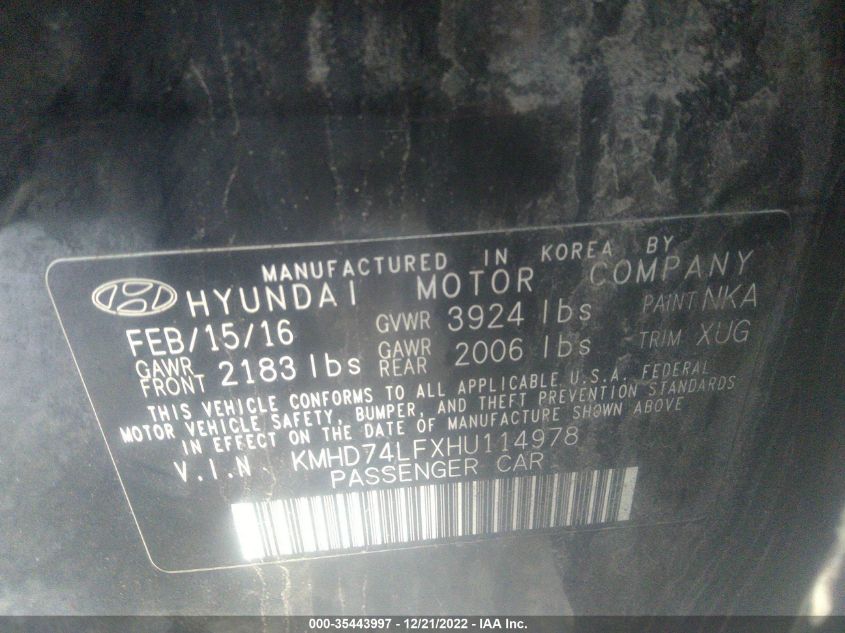 MANUFACTURED IN KOREA BY
HYUNDAI MOTOR COMPANY
FEB/15/16 GVWR 3924 lbs PAINT NKA
GAWR FRONT 2183 lbs GAWR REAR 2006 lbs TRIM XUG
THIS VEHICLE CONFORMS TO ALL APPLICABLE U.S.A. FEDERAL
MOTOR VEHICLE SAFETY, BUMPER, AND THEFT PREVENTION STANDARDS
IN EFFECT ON THE DATE OF MANUFACTURE SHOWN ABOVE
V.I.N. KMHD74LFXHU114978
PASSENGER CAR
000-35443997 - 12/21/2022 - IAA Inc.